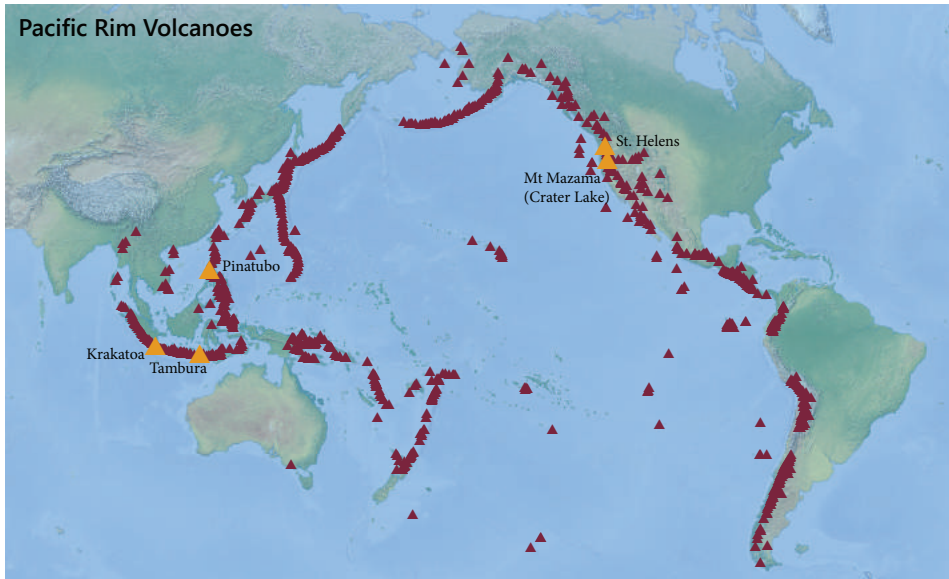 Pacific Rim Volcanoes
St. Helens
Mt Mazama
(Crater Lake)
Pinatubo
Krakatoa
Tambura